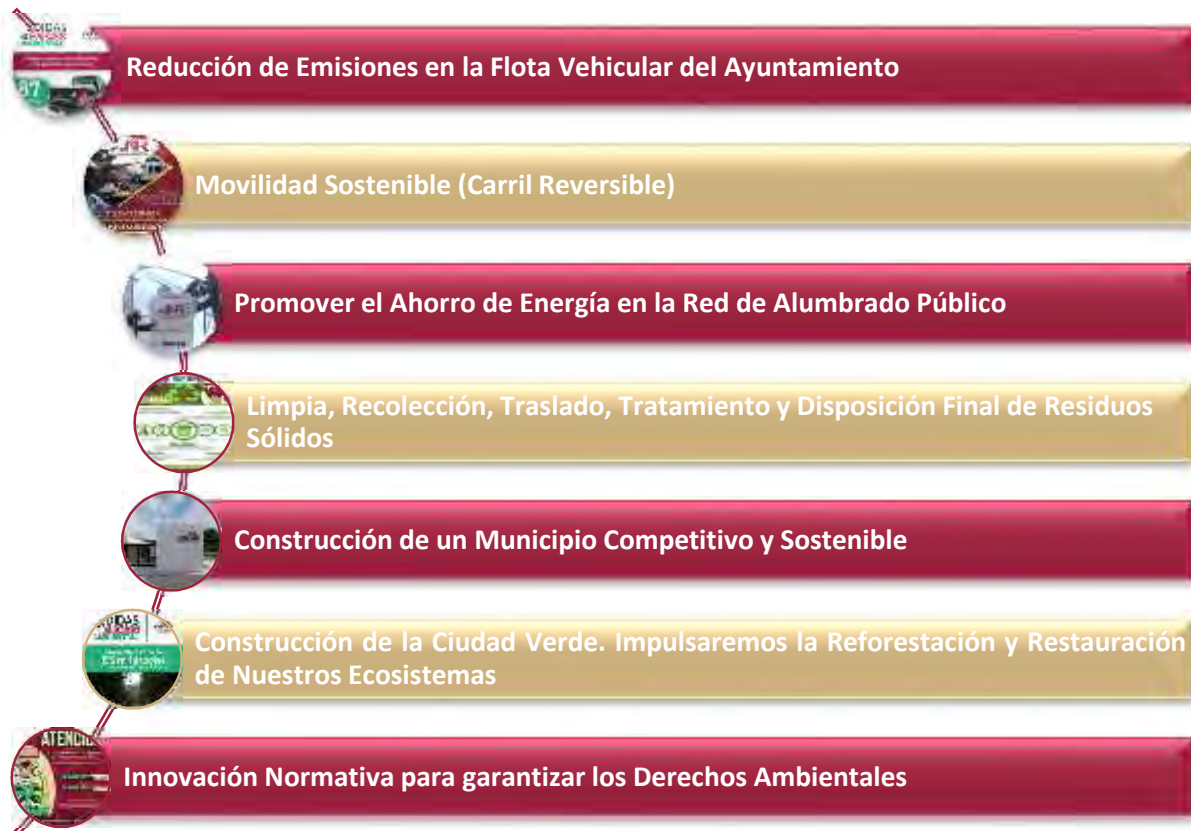 Reducción de Emisiones en la Flota Vehicular del Ayuntamiento
Movilidad Sostenible (Carril Reversible)
Promover el Ahorro de Energía en la Red de Alumbrado Público
Limpia, Recolección, Traslado, Tratamiento y Disposición Final de Residuos
Sólidos
Construcción de un Municipio Competitivo y Sostenible
Construcción de la Ciudad Verde. Impulsaremos la Reforestación y Restauración
de Nuestros Ecosistemas
Innovación Normativa para garantizar los Derechos Ambientales